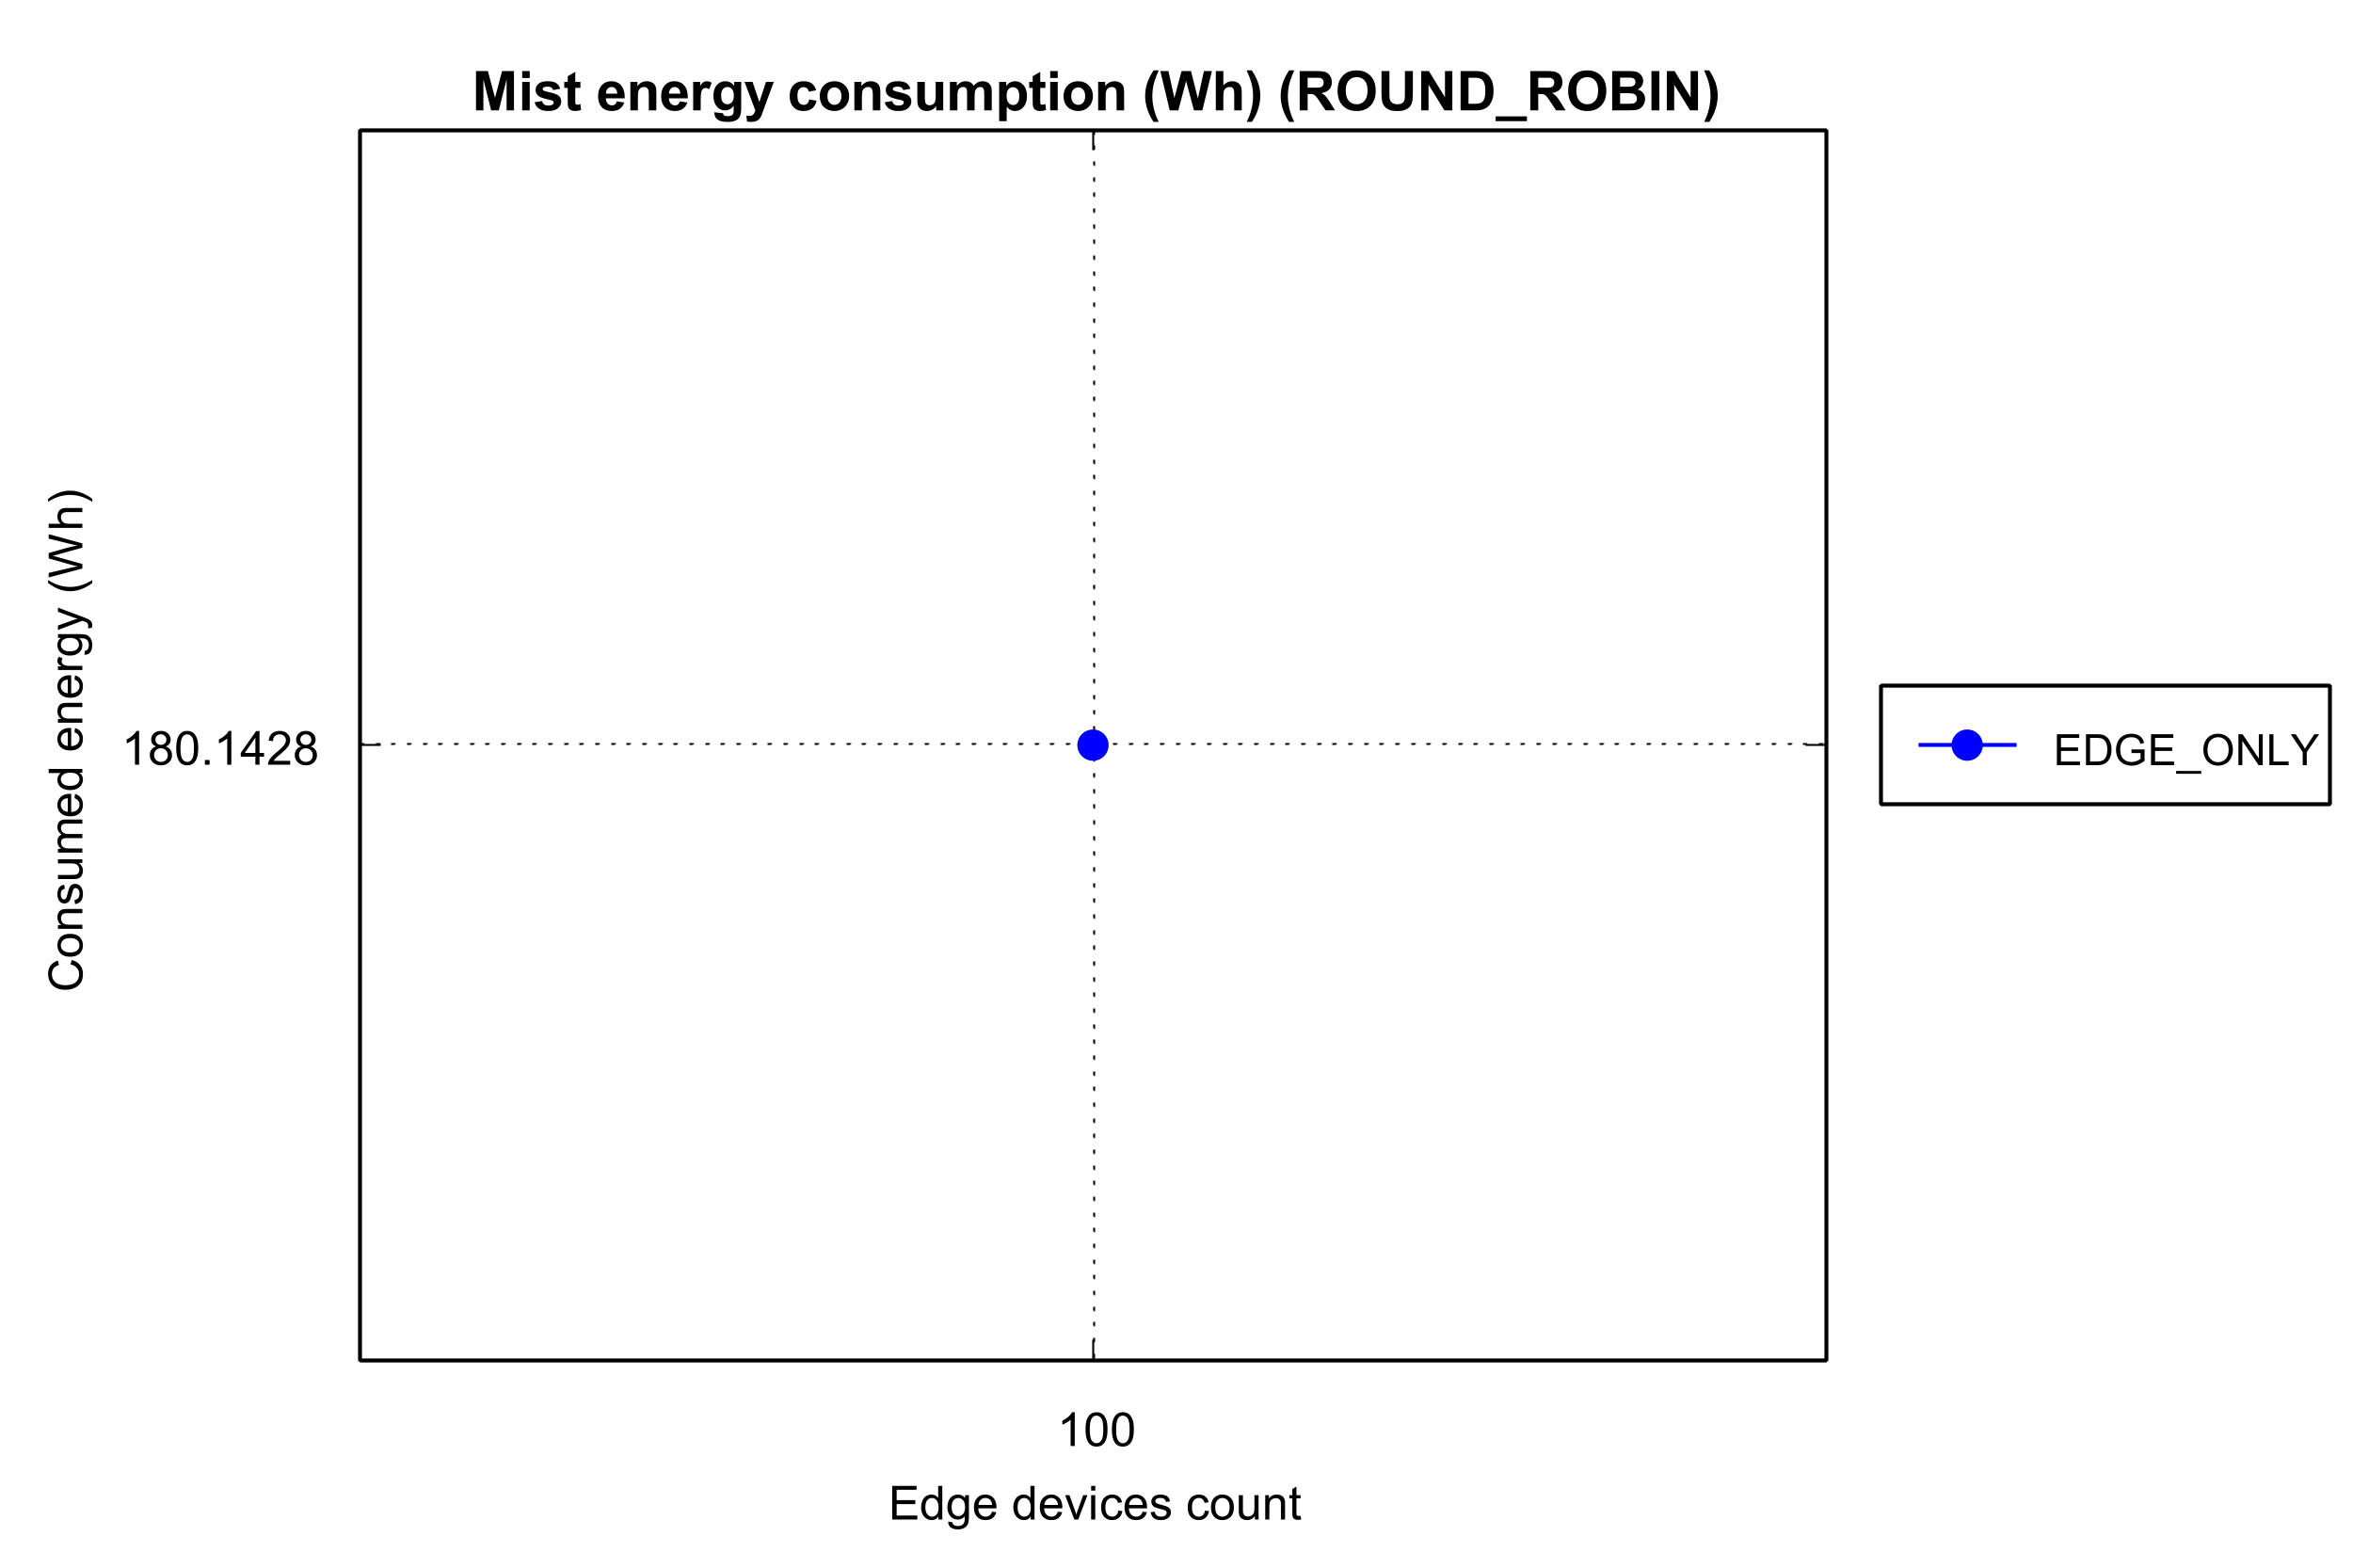 Mist energy consumption (Wh) (ROUND_ROBIN)
Consumed energy (Wh)
180.1428
EDGE_ONLY
100
Edge devices count